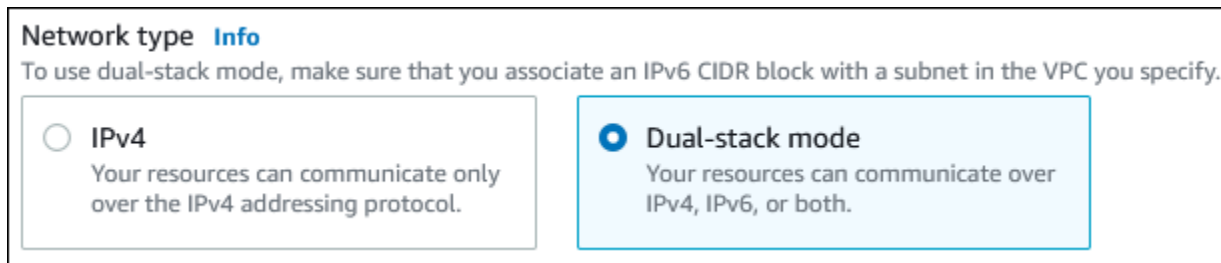 Network type Info
To use dual-stack mode, make sure that you associate an IPv6 CIDR block with a subnet in the VPC you specify.
IPv4
Your resources can communicate only
over the IPv4 addressing protocol.
Dual-stack mode
Your resources can communicate over
IPv4, IPv6, or both.